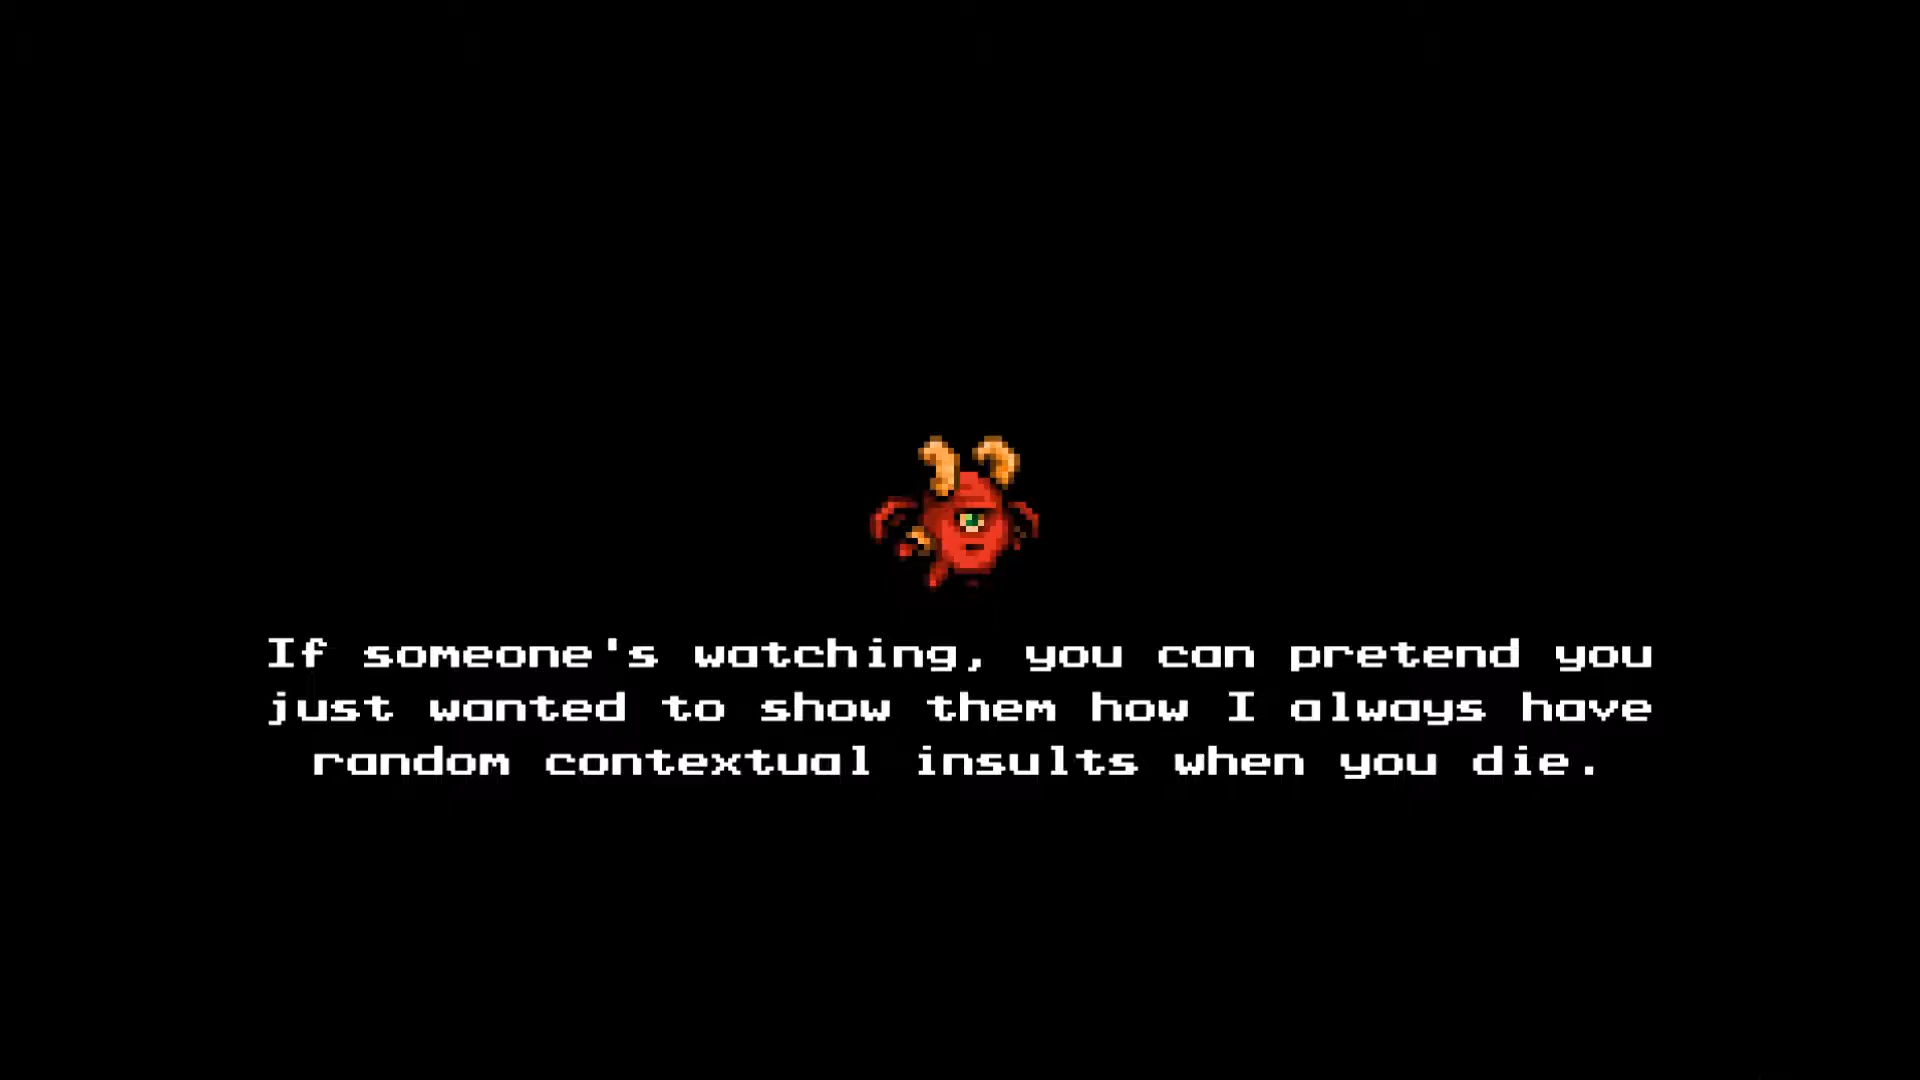 If someone's watching, you can pretend you
just wanted to show them how I always have
random contextual insults when you die.